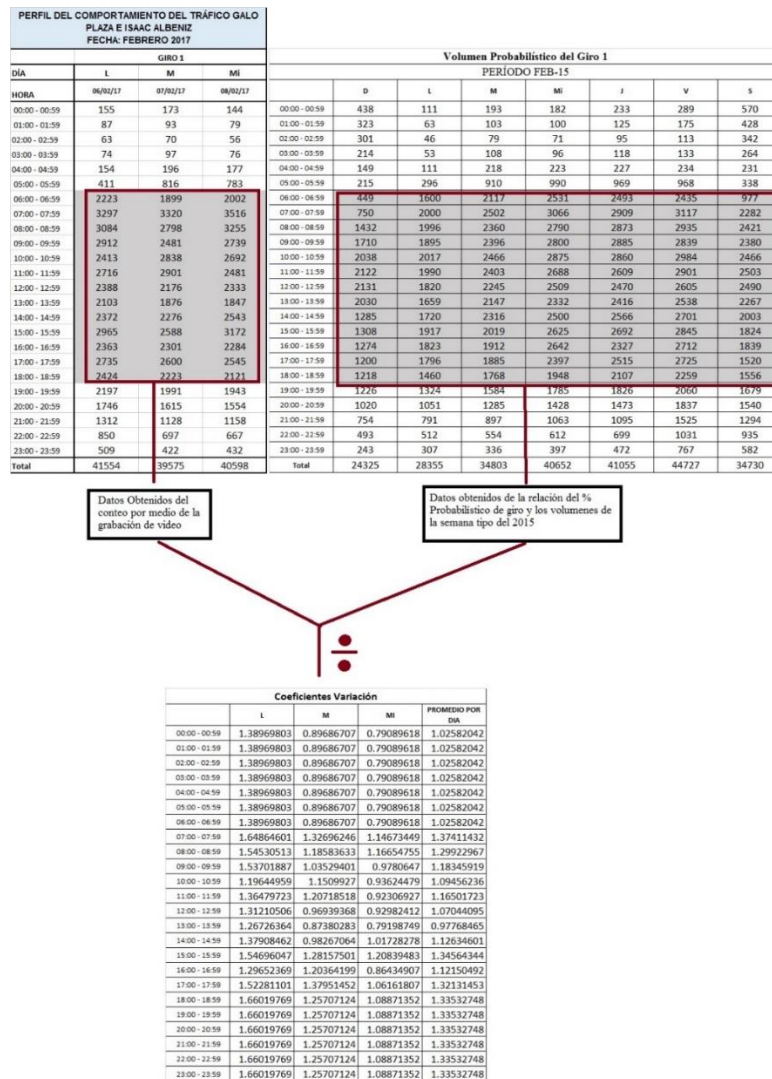 PERFIL DEL COMPORTAMIENTO DEL TRÁFICO GALO
PLAZA E ISAAC ALBENIZ
FECHA: FEBRERO 2017
GIRO 1
DÍA L M Mi
HORA 06/02/17 07/02/17 08/02/17
00:00 - 00:59 155 173 144
01:00 - 01:59 87 93 79
02:00 - 02:59 63 70 56
03:00 - 03:59 74 97 76
04:00 - 04:59 154 196 177
05:00 - 05:59 411 816 783
06:00 - 06:59 2223 1899 2002
07:00 - 07:59 3297 3320 3516
08:00 - 08:59 3084 2798 3255
09:00 - 09:59 2912 2481 2739
10:00 - 10:59 2413 2838 2692
11:00 - 11:59 2716 2901 2481
12:00 - 12:59 2388 2176 2333
13:00 - 13:59 2103 1876 1847
14:00 - 14:59 2372 2276 2543
15:00 - 15:59 2965 2588 3172
16:00 - 16:59 2363 2301 2284
17:00 - 17:59 2735 2600 2545
18:00 - 18:59 2424 2223 2121
19:00 - 19:59 2197 1991 1943
20:00 - 20:59 1746 1615 1554
21:00 - 21:59 1312 1128 1158
22:00 - 22:59 850 697 667
23:00 - 23:59 509 422 432
Total 41554 39575 40598
Volumen Probabilístico del Giro 1
PERÍODO FEB-15
D L M Mi J V S
00:00 - 00:59 438 111 193 182 233 289 570
01:00 - 01:59 323 63 103 100 125 175 428
02:00 - 02:59 301 46 79 71 95 113 342
03:00 - 03:59 214 53 108 96 118 133 264
04:00 - 04:59 149 111 218 223 227 234 231
05:00 - 05:59 215 296 910 990 969 968 338
06:00 - 06:59 449 1600 2117 2531 2493 2435 977
07:00 - 07:59 750 2000 2502 3066 2909 3117 2282
08:00 - 08:59 1432 1996 2360 2790 2873 2935 2421
09:00 - 09:59 1710 1895 2396 2800 2885 2839 2380
10:00 - 10:59 2038 2017 2466 2875 2860 2984 2466
11:00 - 11:59 2122 1990 2403 2688 2609 2901 2503
12:00 - 12:59 2131 1820 2245 2509 2470 2605 2490
13:00 - 13:59 2030 1659 2147 2332 2416 2538 2267
14:00 - 14:59 1285 1720 2316 2500 2566 2701 2003
15:00 - 15:59 1308 1917 2019 2625 2692 2845 1824
16:00 - 16:59 1274 1823 1912 2642 2327 2712 1839
17:00 - 17:59 1200 1796 1885 2397 2515 2725 1520
18:00 - 18:59 1218 1460 1768 1948 2107 2259 1556
19:00 - 19:59 1226 1324 1584 1785 1826 2060 1679
20:00 - 20:59 1020 1051 1285 1428 1473 1837 1540
21:00 - 21:59 754 791 897 1063 1095 1525 1294
22:00 - 22:59 493 512 554 612 699 1031 935
23:00 - 23:59 243 307 336 397 472 767 582
Total 24325 28355 34803 40652 41055 44727 34730
Datos Obtenidos del
conteo por medio de la
grabación de video
Datos obtenidos de la relación del %
Probabilístico de giro y los volumenes de
la semana tipo del 2015
÷
Coeficientes Variación
L M Mi PROMEDIO POR
DIA
00:00 - 00:59 1.38969803 0.89686707 0.79089618 1.02582042
01:00 - 01:59 1.38969803 0.89686707 0.79089618 1.02582042
02:00 - 02:59 1.38969803 0.89686707 0.79089618 1.02582042
03:00 - 03:59 1.38969803 0.89686707 0.79089618 1.02582042
04:00 - 04:59 1.38969803 0.89686707 0.79089618 1.02582042
05:00 - 05:59 1.38969803 0.89686707 0.79089618 1.02582042
06:00 - 06:59 1.38969803 0.89686707 0.79089618 1.02582042
07:00 - 07:59 1.64864601 1.32696246 1.14673449 1.37411432
08:00 - 08:59 1.54530513 1.18583633 1.16654755 1.29922967
09:00 - 09:59 1.53701887 1.03529401 0.9780647 1.18345919
10:00 - 10:59 1.19644959 1.1509927 0.93624479 1.09456236
11:00 - 11:59 1.36479723 1.20718518 0.92306927 1.16501723
12:00 - 12:59 1.31210506 0.96939368 0.92982412 1.07044095
13:00 - 13:59 1.26726364 0.87380283 0.79198749 0.97768465
14:00 - 14:59 1.37908464 0.98267064 1.01728278 1.12634601
15:00 - 15:59 1.54696047 1.28157501 1.20839483 1.34564344
16:00 - 16:59 1.29652369 1.20364199 0.86434907 1.12150492
17:00 - 17:59 1.52281101 1.37951452 1.06161807 1.32131453
18:00 - 18:59 1.66019769 1.25707124 1.08871352 1.33532748
19:00 - 19:59 1.66019769 1.25707124 1.08871352 1.33532748
20:00 - 20:59 1.66019769 1.25707124 1.08871352 1.33532748
21:00 - 21:59 1.66019769 1.25707124 1.08871352 1.33532748
22:00 - 22:59 1.66019769 1.25707124 1.08871352 1.33532748
23:00 - 23:59 1.66019769 1.25707124 1.08871352 1.33532748